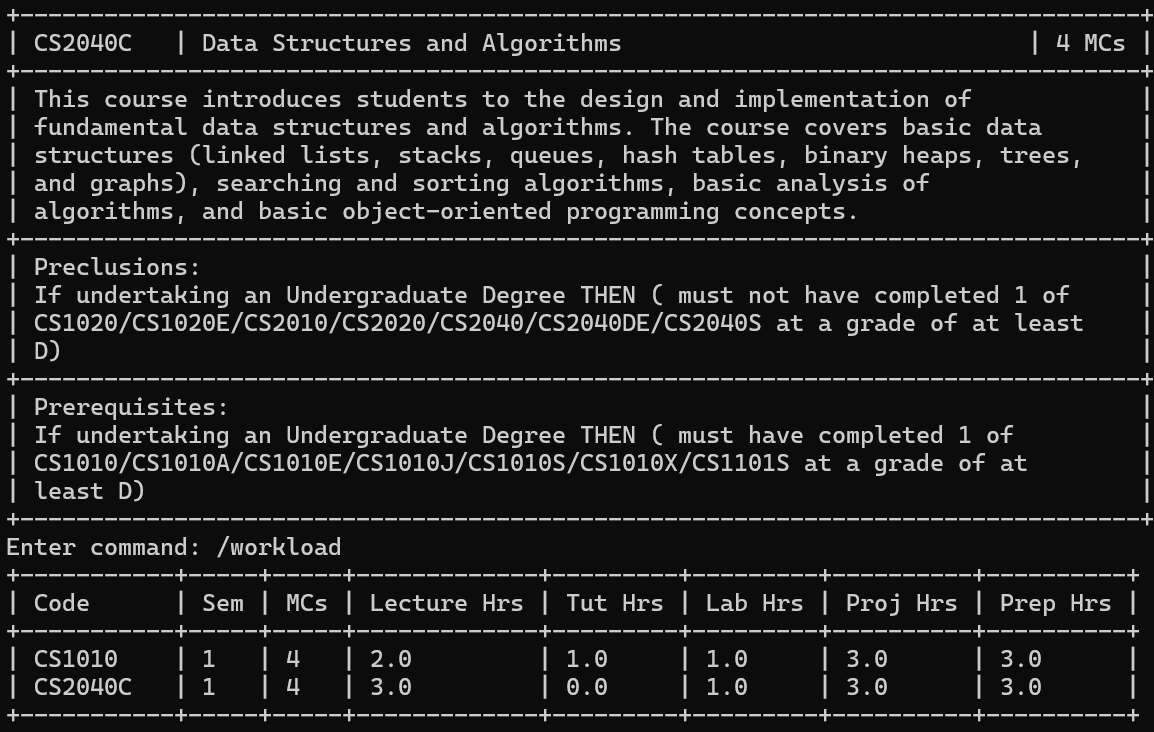 CS2040C | Data Structures and Algorithms | 4 MCs
This course introduces students to the design and implementation of
fundamental data structures and algorithms. The course covers basic data
structures (linked lists, stacks, queues, hash tables, binary heaps, trees,
and graphs), searching and sorting algorithms, basic analysis of
algorithms, and basic object-oriented programming concepts.
Preclusions:
If undertaking an Undergraduate Degree THEN ( must not have completed 1 of
CS1020/CS1020E/CS2010/CS2020/CS2040/CS2040DE/CS2040S at a grade of at least
D)
Prerequisites:
If undertaking an Undergraduate Degree THEN ( must have completed 1 of
CS1010/CS1010A/CS1010E/CS1010J/CS1010S/CS1010X/CS1101S at a grade of at
least D)
Enter command: /workload
| Code | Sem | MCs | Lecture Hrs | Tut Hrs | Lab Hrs | Proj Hrs | Prep Hrs |
| CS1010 | 1 | 4 | 2.0 | 1.0 | 1.0 | 3.0 | 3.0 |
| CS2040C | 1 | 4 | 3.0 | 0.0 | 1.0 | 3.0 | 3.0 |